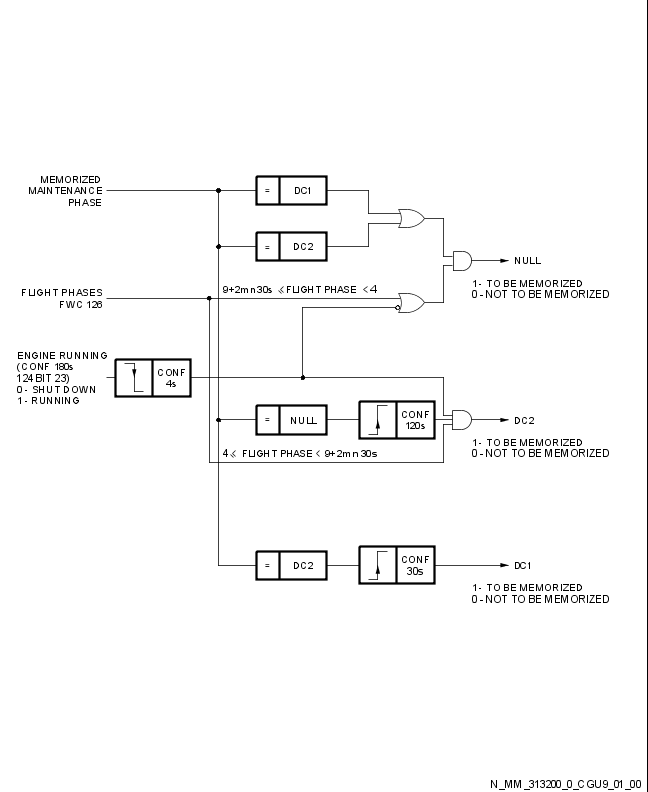 MEMORIZED
MAINTENANCE
PHASE
= DC1
= DC2
NULL
1- TO BE MEMORIZED
0-NOT TO BE MEMORIZED
FLIGHT PHASES
FWC 126
9+2mn30s ⩽FLIGHT PHASE <4
ENGINE RUNNING
(CONF 180s
124 BIT 23)
0- SHUT DOWN
1- RUNNING
CONF
4s
= NULL
CONF
120s
DC2
1- TO BE MEMORIZED
0-NOT TO BE MEMORIZED
4⩽ FLIGHT PHASE < 9+2mn30s
= DC2
CONF
30s
DC1
1- TO BE MEMORIZED
0-NOT TO BE MEMORIZED
N_MM_313200_0_CGU9_01_00